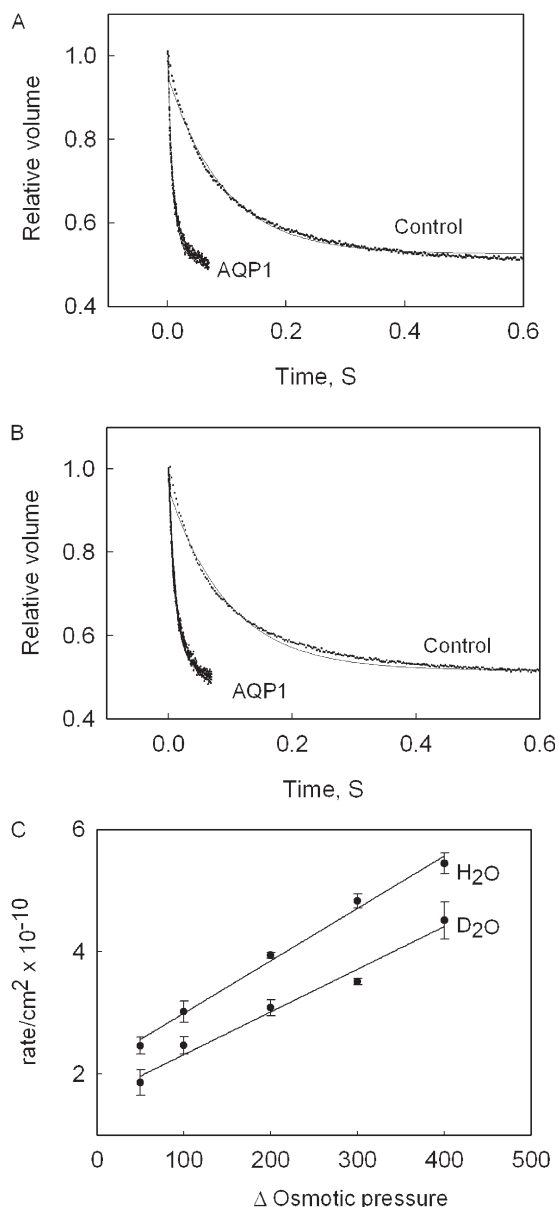 A
Relative volume
1.0
0.8
0.6
0.4
Control
AQP1
0.0
0.2
0.4
0.6
Time, S
B
Relative volume
1.0
0.8
0.6
0.4
Control
AQP1
0.0
0.2
0.4
0.6
Time, S
C
rate/cm² x 10⁻¹⁰
6
4
2
H₂O
D₂O
0
100
200
300
400
500
Δ Osmotic pressure